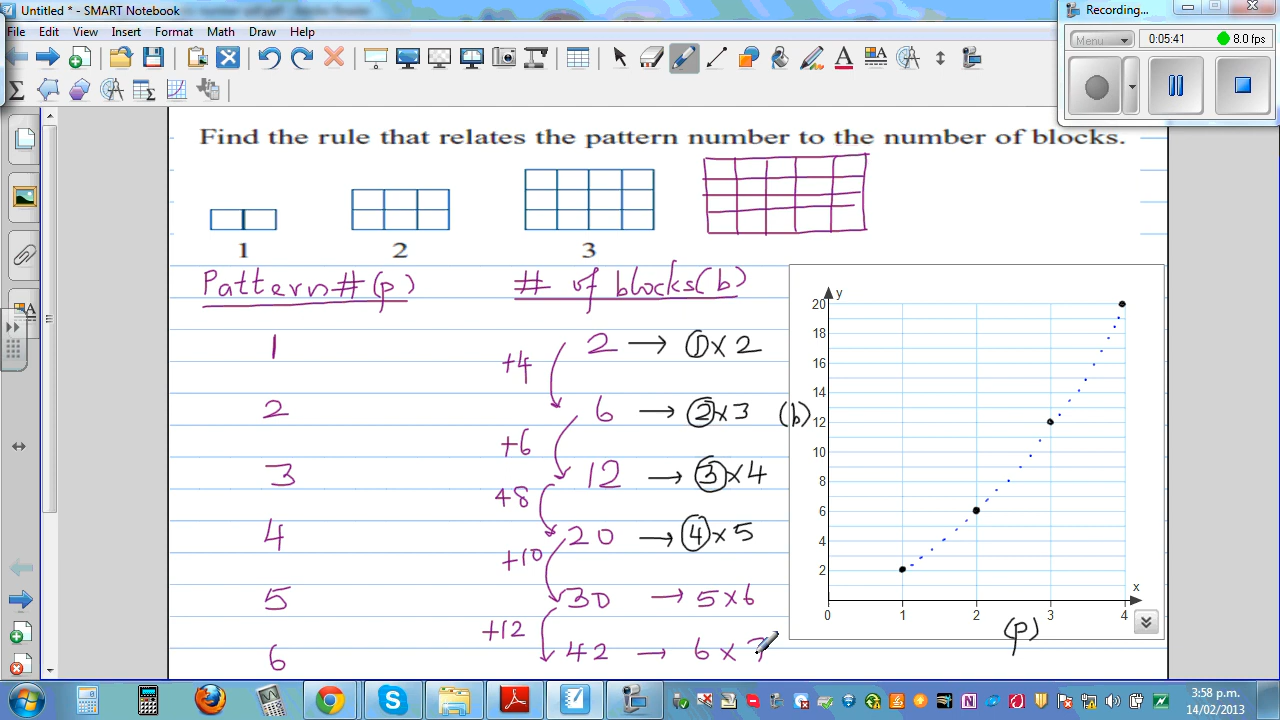 Untitled * - SMART Notebook
File Edit View Insert Format Math Draw Help
Recording...
Menu 0:05:41 8.0 fps
Find the rule that relates the pattern number to the number of blocks.
1 2 3
Pattern # (p) # of blocks (b)
1 2 → 1 × 2
+4
2 6 → 2 × 3 (b)
+6
3 12 → 3 × 4
+8
4 20 → 4 × 5
+10
5 30 → 5 × 6
+12
6 42 → 6 × 7
y
20
18
16
14
12
10
8
6
4
2
0 1 2 3 4 x
(p)
3:58 p.m.
14/02/2013